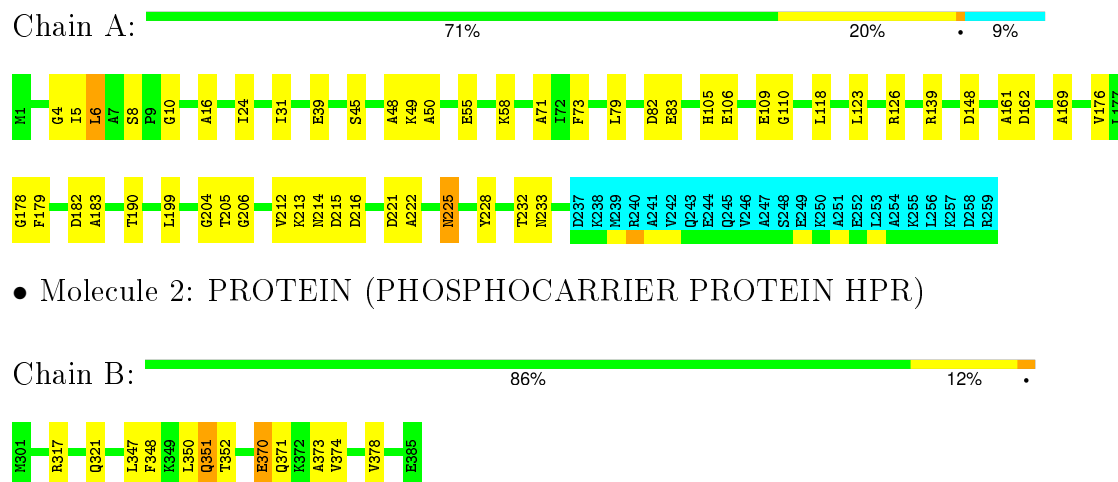 Chain A:
71% 20% • 9%
M1 G4 I5 L6 A7 S8 P9 G10 A16 I24 I31 E39 S45 A48 K49 A50 E55 K58 A71 I72 F73 L79 D82 E83 H105 E106 E109 G110 L118 L123 R126 R139 D148 A161 D162 A169 V176 L177
G178 F179 D182 A183 T190 L199 G204 T205 G206 V212 K213 N214 D215 D216 D221 A222 N225 Y228 T232 N233 D237 K238 M239 R240 A241 V242 Q243 E244 Q245 V246 A247 S248 E249 K250 A251 E252 L253 A254 K255 L256 K257 D258 R259
• Molecule 2: PROTEIN (PHOSPHOCARRIER PROTEIN HPR)
Chain B:
86% 12% •
M301 R317 Q321 L347 F348 K349 L350 Q351 T352 E370 Q371 K372 A373 V374 V378 E385